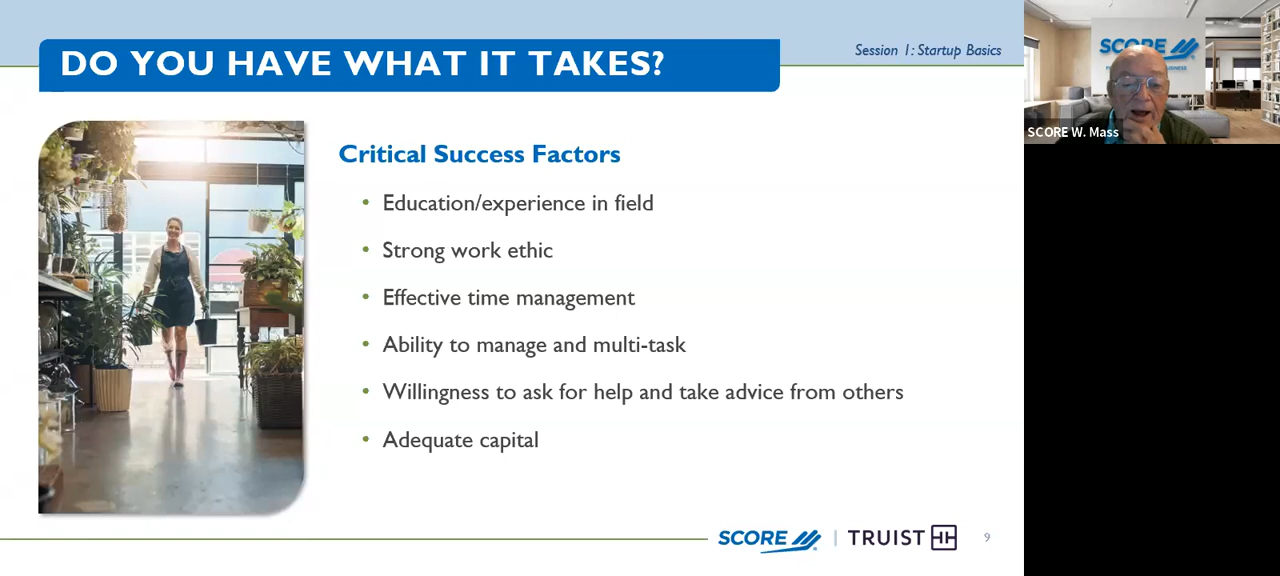 DO YOU HAVE WHAT IT TAKES?
Session 1: Startup Basics
SCORE
SCORE W. Mass
Critical Success Factors
• Education/experience in field
• Strong work ethic
• Effective time management
• Ability to manage and multi-task
• Willingness to ask for help and take advice from others
• Adequate capital
SCORE | TRUIST
9